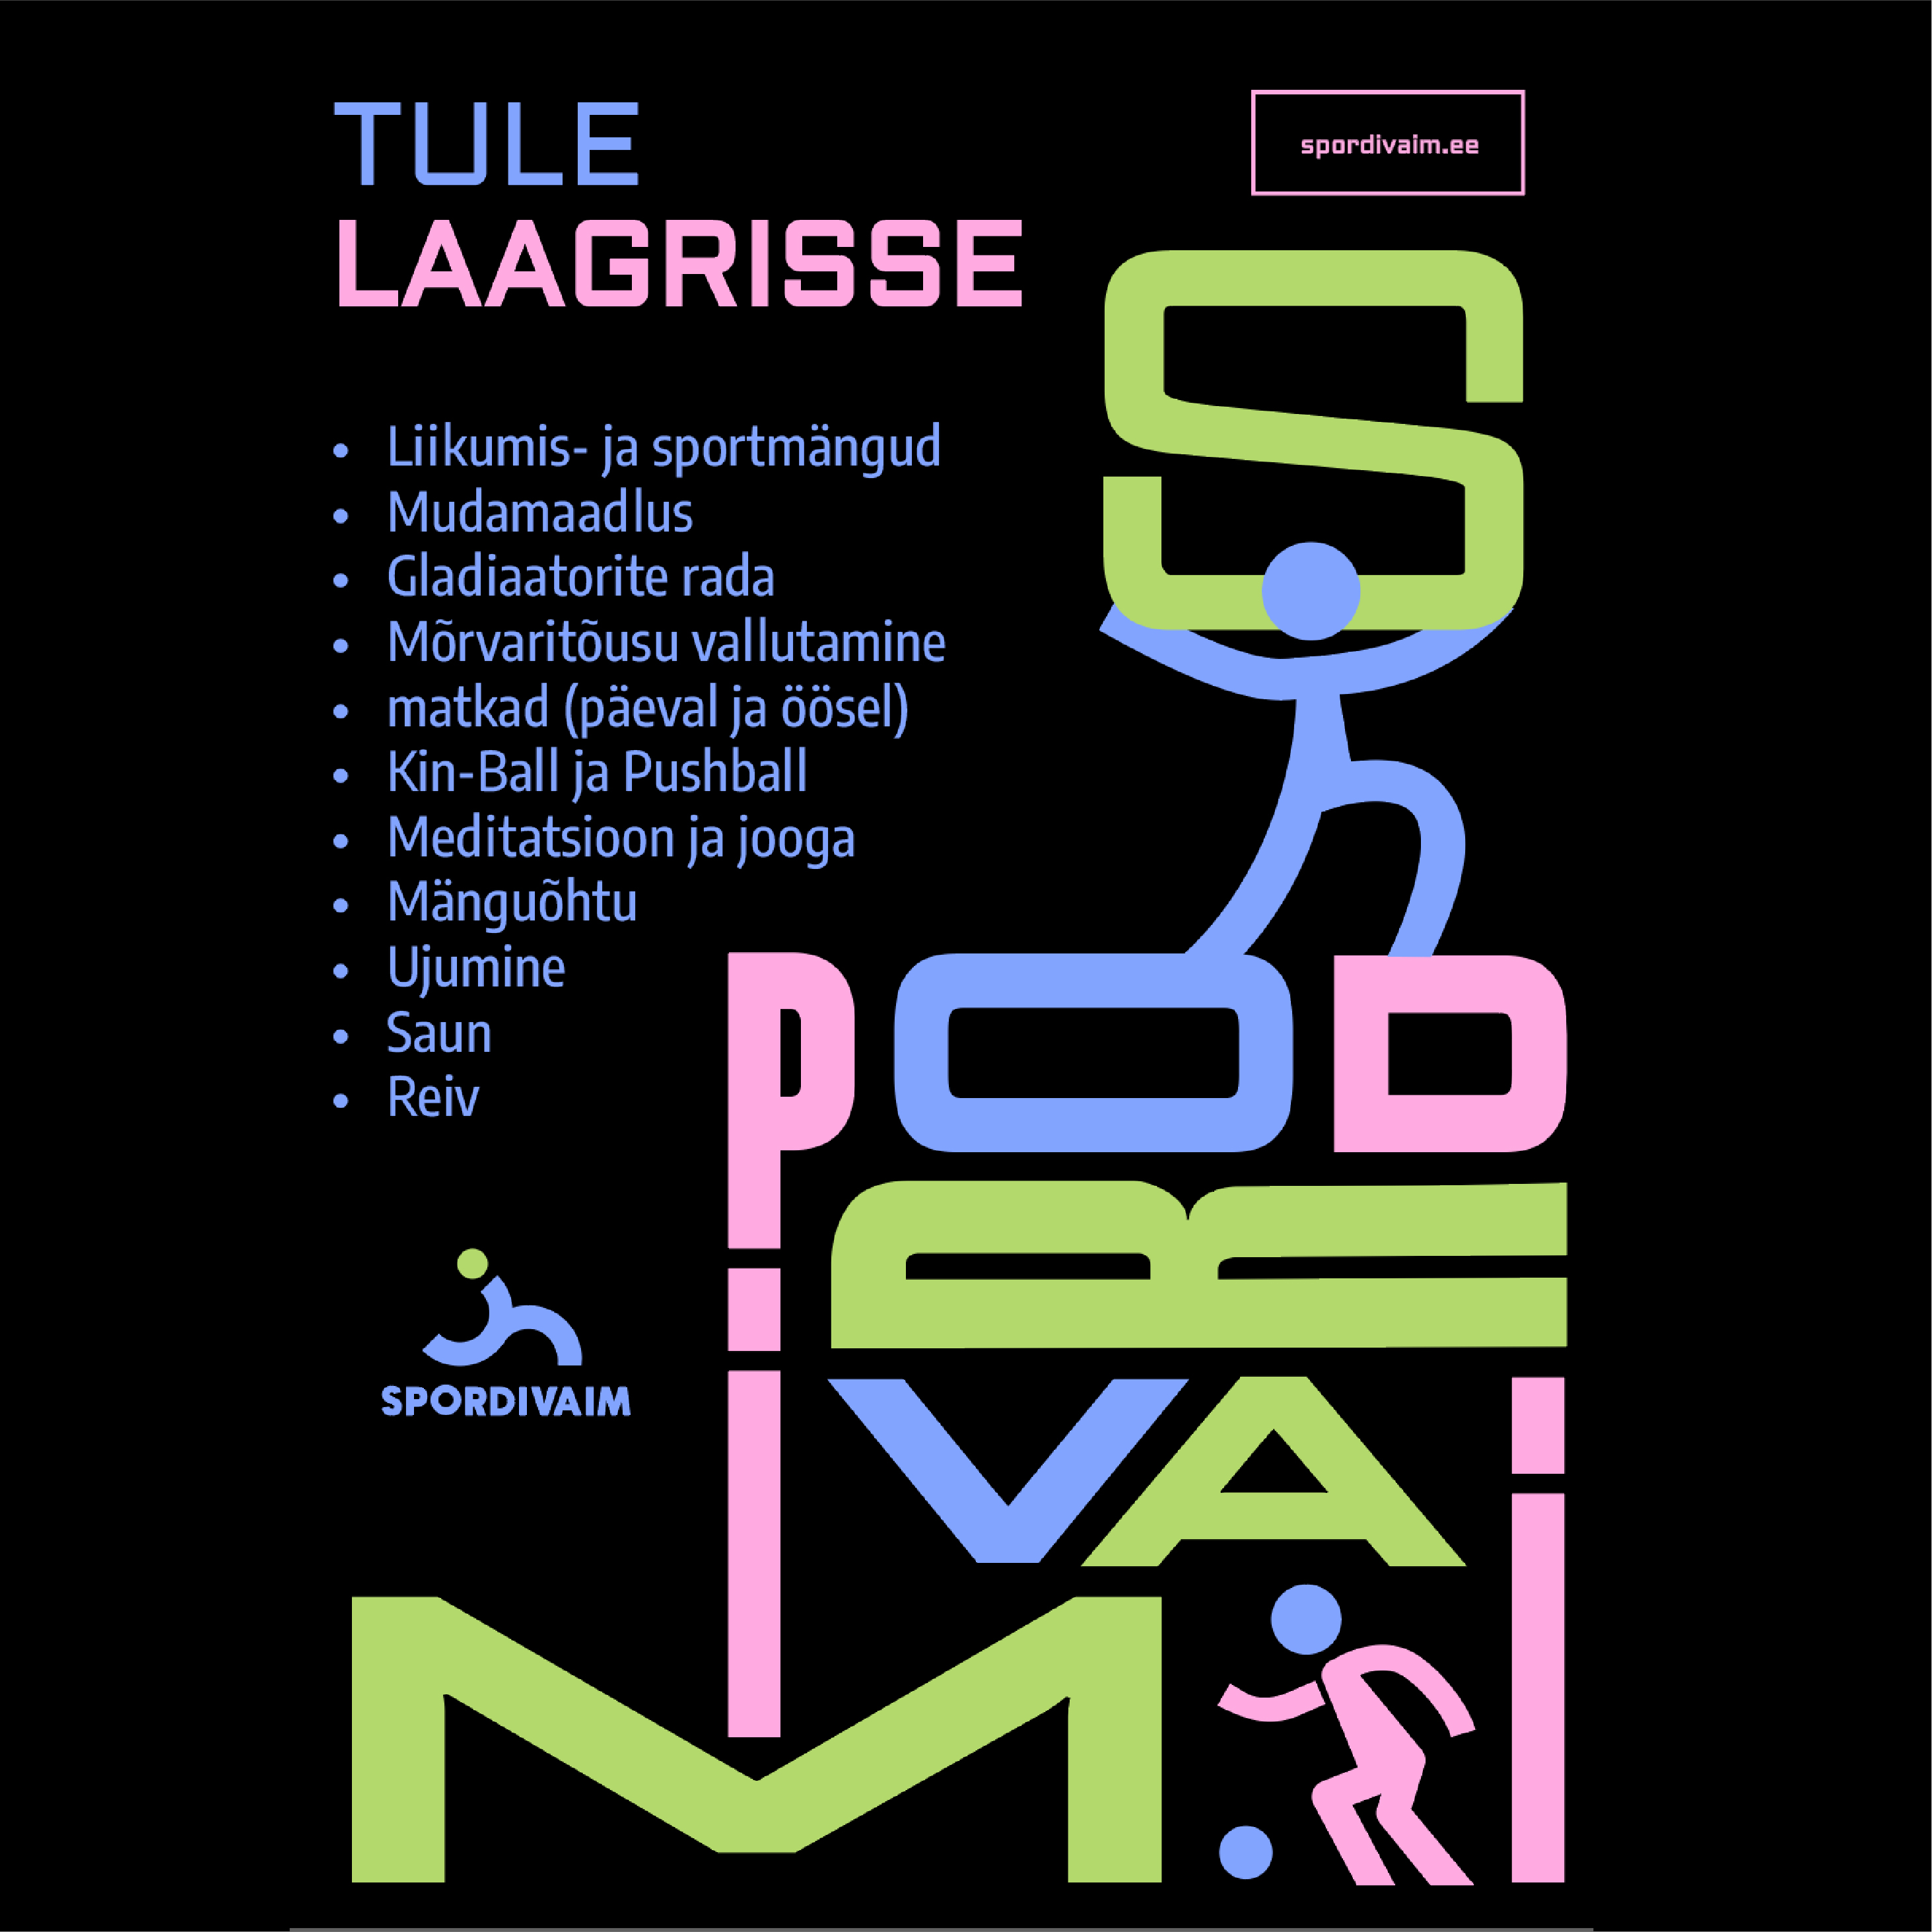 TULE
LAAGRISSE
spordivaim.ee
• Liikumis- ja sportmängud
• Mudamaadlus
• Gladiaatorite rada
• Mõrvaritõusu vallutamine
• matkad (päeval ja öösel)
• Kin-Ball ja Pushball
• Meditatsioon ja jooga
• Mänguõhtu
• Ujumine
• Saun
• Reiv
SPORDIVAIM
S
P O R D
i
V A i
M